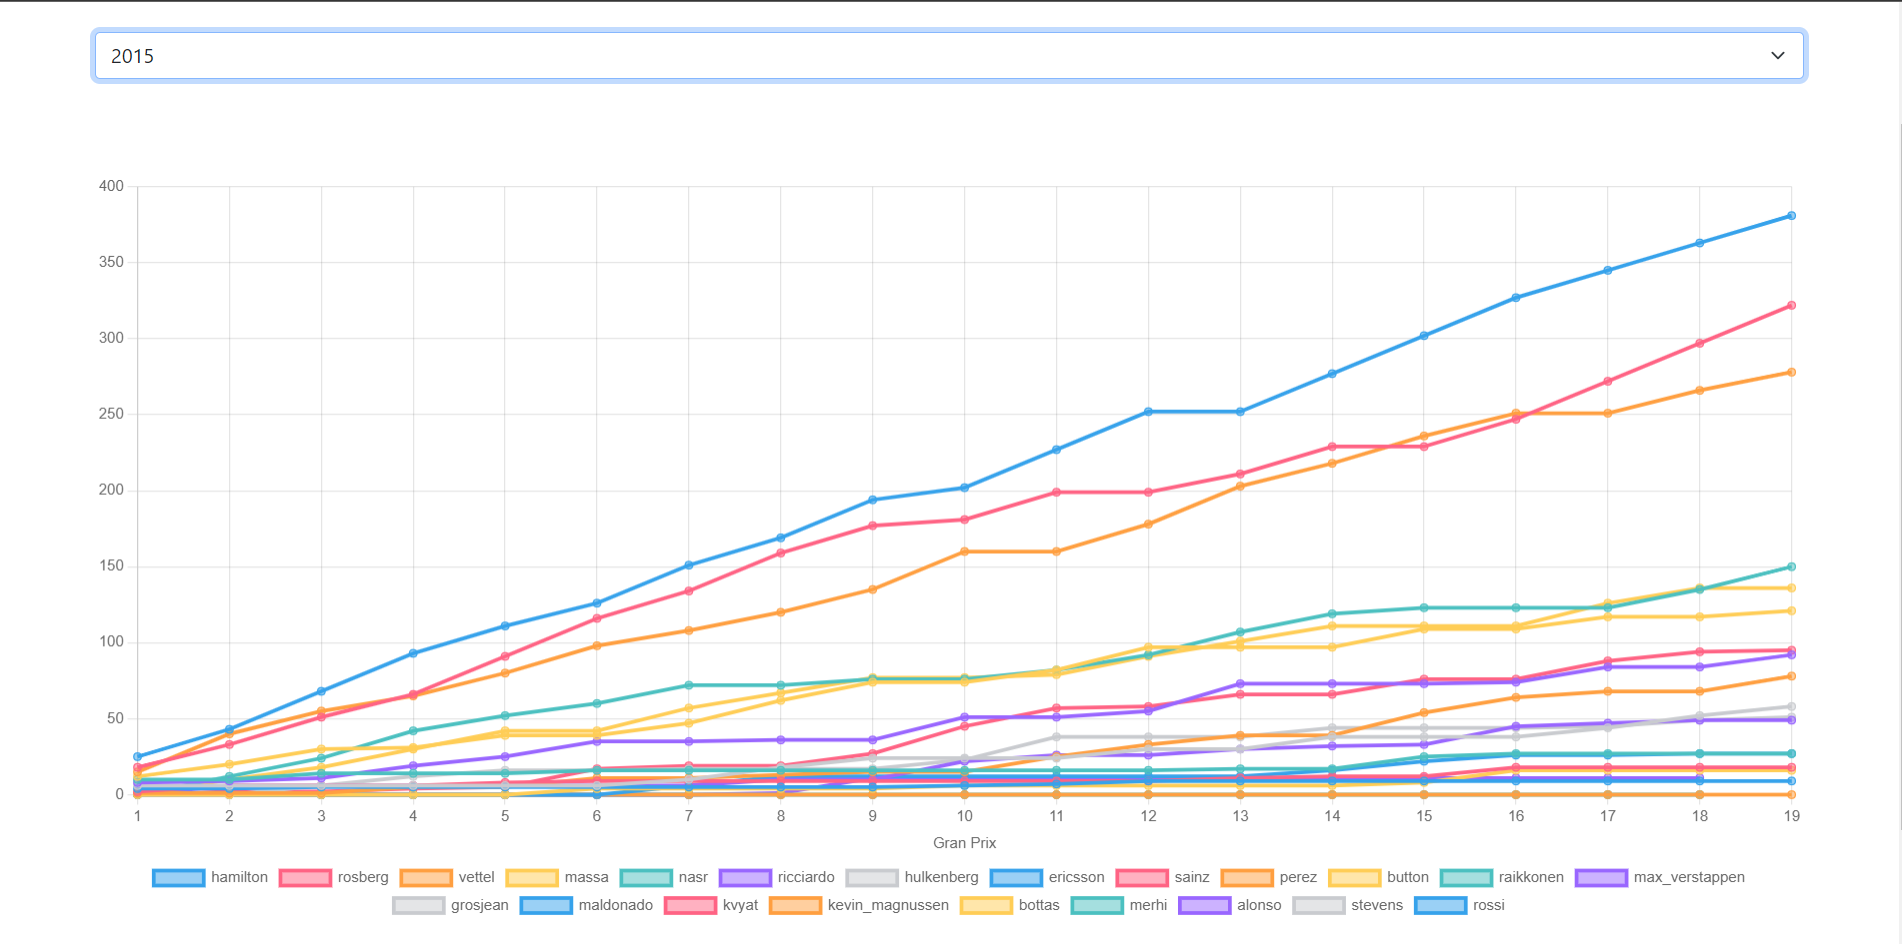 2015
400
350
300
250
200
150
100
50
0
1 2 3 4 5 6 7 8 9 10 11 12 13 14 15 16 17 18 19
Gran Prix
hamilton rosberg vettel massa nasr ricciardo hulkenberg ericsson sainz perez button raikkonen max_verstappen
grosjean maldonado kvyat kevin_magnussen bottas merhi alonso stevens rossi